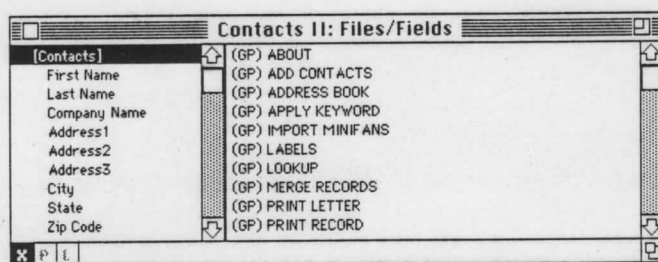 Contacts II: Files/Fields
[Contacts]
First Name
Last Name
Company Name
Address1
Address2
Address3
City
State
Zip Code
(GP) ABOUT
(GP) ADD CONTACTS
(GP) ADDRESS BOOK
(GP) APPLY KEYWORD
(GP) IMPORT MINIFANS
(GP) LABELS
(GP) LOOKUP
(GP) MERGE RECORDS
(GP) PRINT LETTER
(GP) PRINT RECORD
X